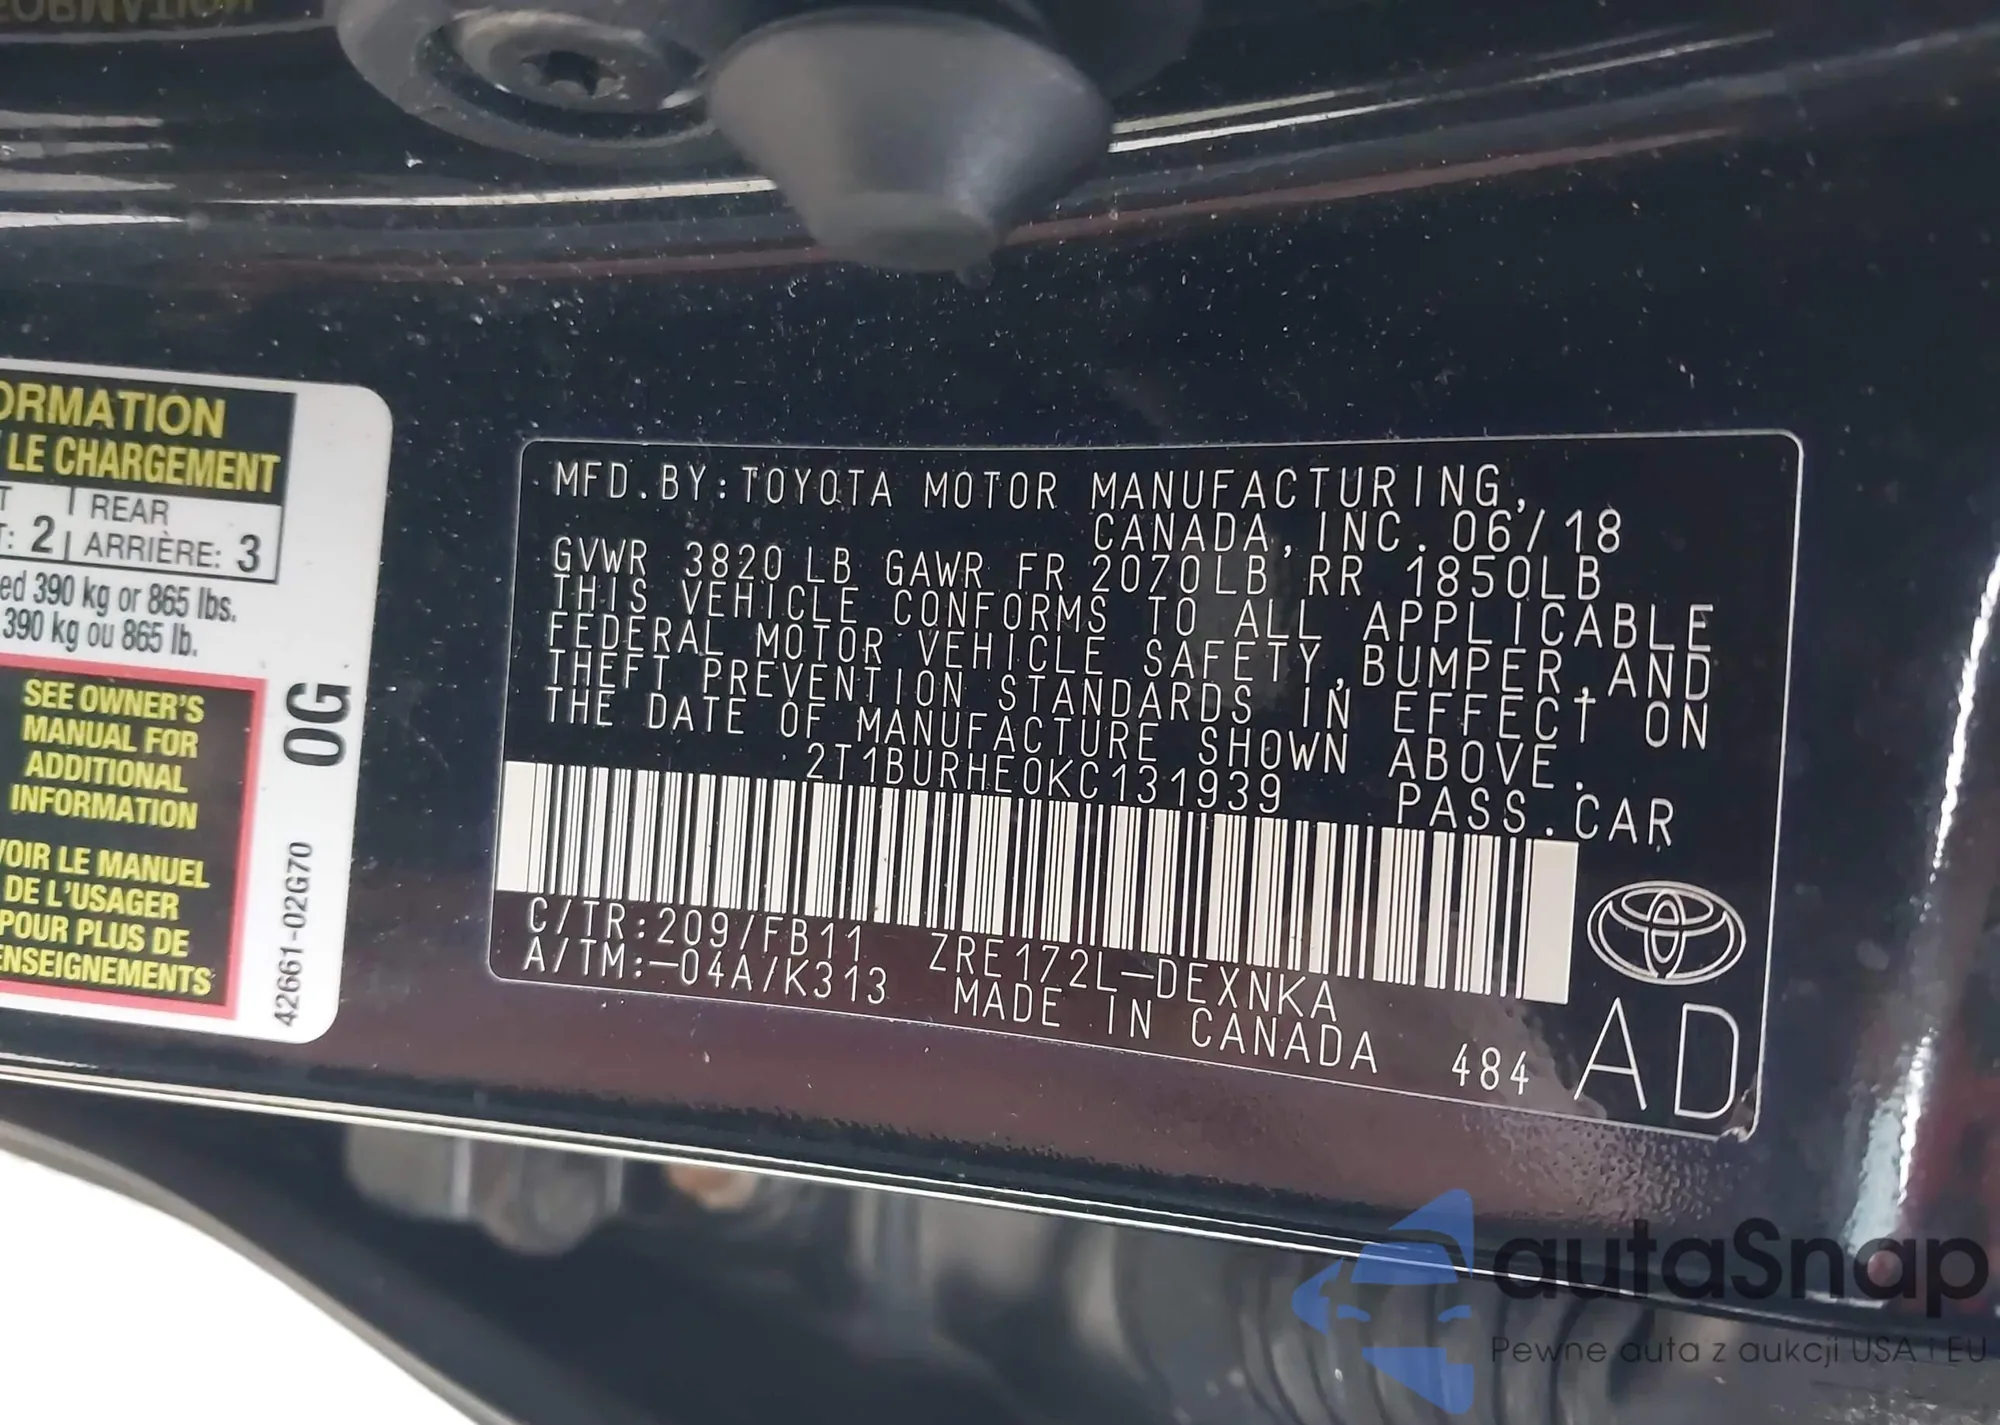 ORMATION
LE CHARGEMENT
REAR
2 | ARRIÈRE: 3
390 kg or 865 lbs.
390 kg ou 865 lb.
SEE OWNER'S
MANUAL FOR
ADDITIONAL
INFORMATION
VOIR LE MANUEL
DE L'USAGER
POUR PLUS DE
ENSEIGNEMENTS
0G
42661-02G70
MFD.BY:TOYOTA MOTOR MANUFACTURING,
CANADA, INC. 06/18
GVWR 3820 LB GAWR FR 2070LB RR 1850LB
THIS VEHICLE CONFORMS TO ALL APPLICABLE
FEDERAL MOTOR VEHICLE SAFETY,BUMPER,AND
THEFT PREVENTION STANDARDS IN EFFECT ON
THE DATE OF MANUFACTURE SHOWN ABOVE.
2T1BURHE0KC131939 PASS.CAR
C/TR:209/FB11 ZRE172L-DEXNKA
A/TM:-04A/K313 MADE IN CANADA 484 AD
autaSnap
Pewne auta z aukcji USA i EU